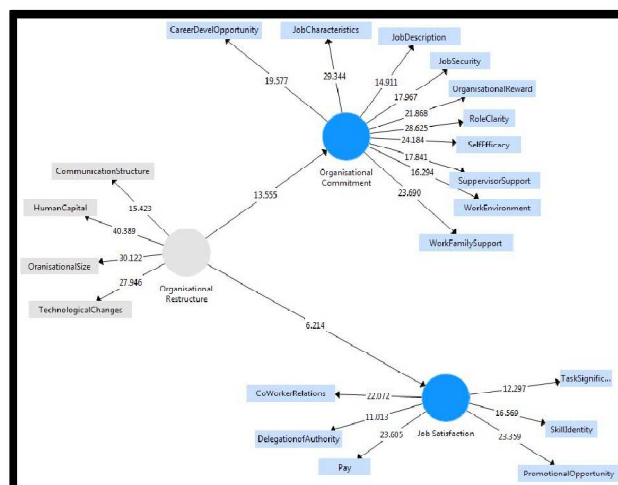 CareerDevelOpportunity
JobCharacteristics
JobDescription
JobSecurity
OrganisationalReward
RoleClarity
SelfEfficacy
SuppervisorSupport
WorkEnvironment
WorkFamilySupport
19.577
29.344
14.911
17.967
21.868
28.625
24.184
17.841
16.294
23.690
Organisational
Commitment
CommunicationStructure
HumanCapital
OranisationalSize
TechnologicalChanges
15.423
40.389
30.122
27.946
Organisational
Restructure
13.555
6.214
CoWorkerRelations
DelegationofAuthority
Pay
22.072
11.013
23.605
Job Satisfaction
12.297
16.569
23.359
TaskSignific...
SkillIdentity
PromotionalOpportunity